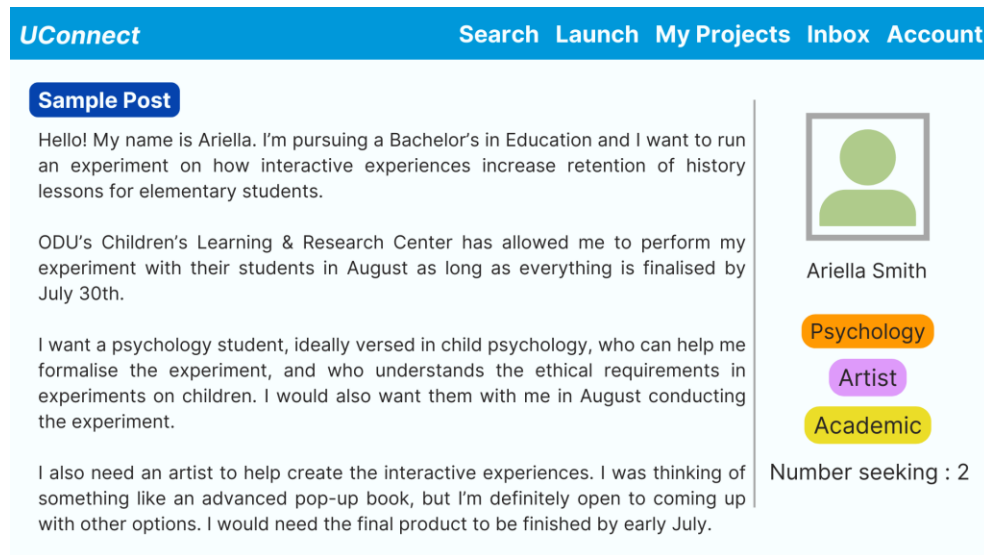 UConnect
Search Launch My Projects Inbox Account
Sample Post
Hello! My name is Ariella. I’m pursuing a Bachelor’s in Education and I want to run
an experiment on how interactive experiences increase retention of history
lessons for elementary students.
ODU’s Children’s Learning & Research Center has allowed me to perform my
experiment with their students in August as long as everything is finalised by
July 30th.
I want a psychology student, ideally versed in child psychology, who can help me
formalise the experiment, and who understands the ethical requirements in
experiments on children. I would also want them with me in August conducting
the experiment.
I also need an artist to help create the interactive experiences. I was thinking of
something like an advanced pop-up book, but I’m definitely open to coming up
with other options. I would need the final product to be finished by early July.
Ariella Smith
Psychology
Artist
Academic
Number seeking : 2